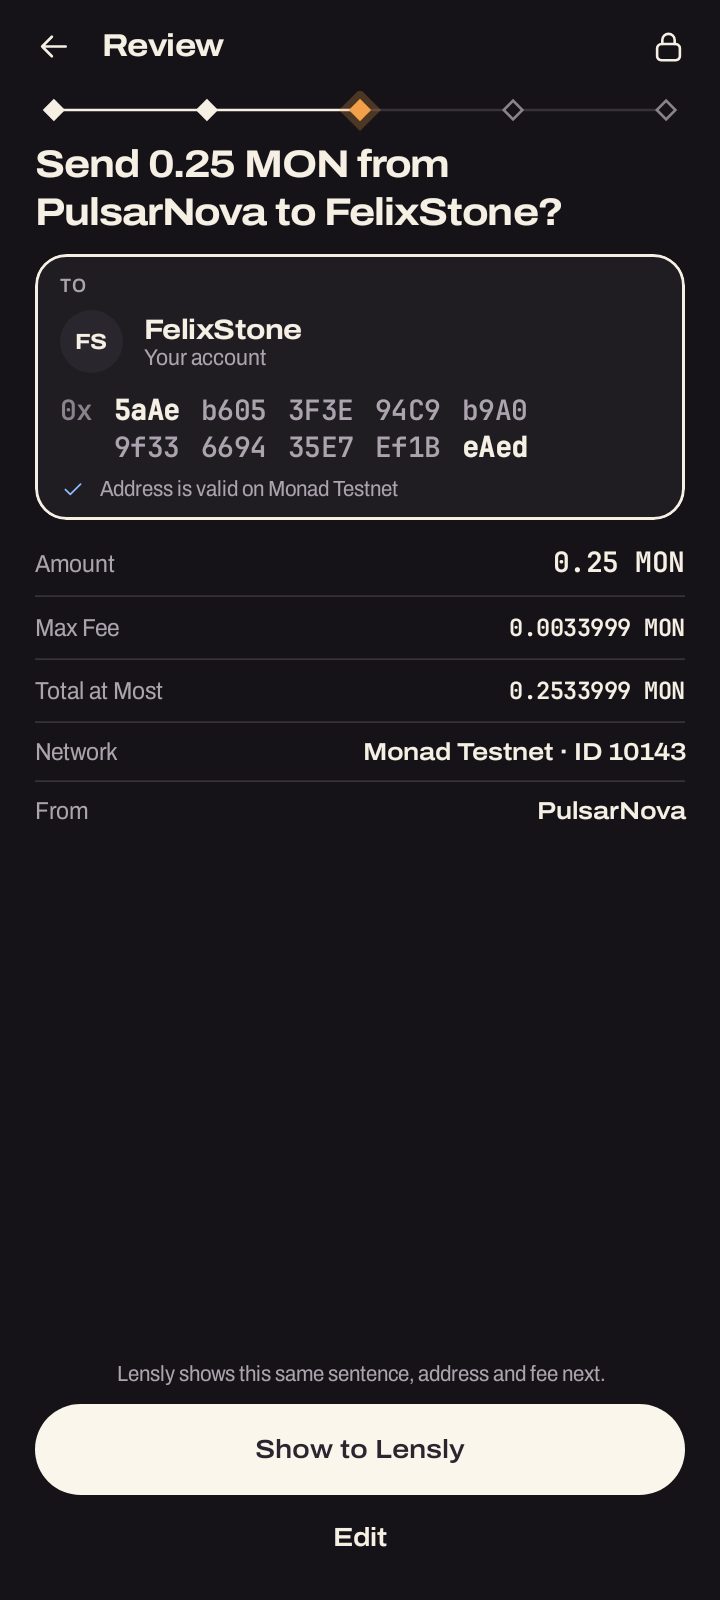 Review
Send 0.25 MON from
PulsarNova to FelixStone?
TO
FS
FelixStone
Your account
0x 5aAe b605 3F3E 94C9 b9A0
9f33 6694 35E7 Ef1B eAed
Address is valid on Monad Testnet
Amount 0.25 MON
Max Fee 0.0033999 MON
Total at Most 0.2533999 MON
Network Monad Testnet · ID 10143
From PulsarNova
Lensly shows this same sentence, address and fee next.
Show to Lensly
Edit